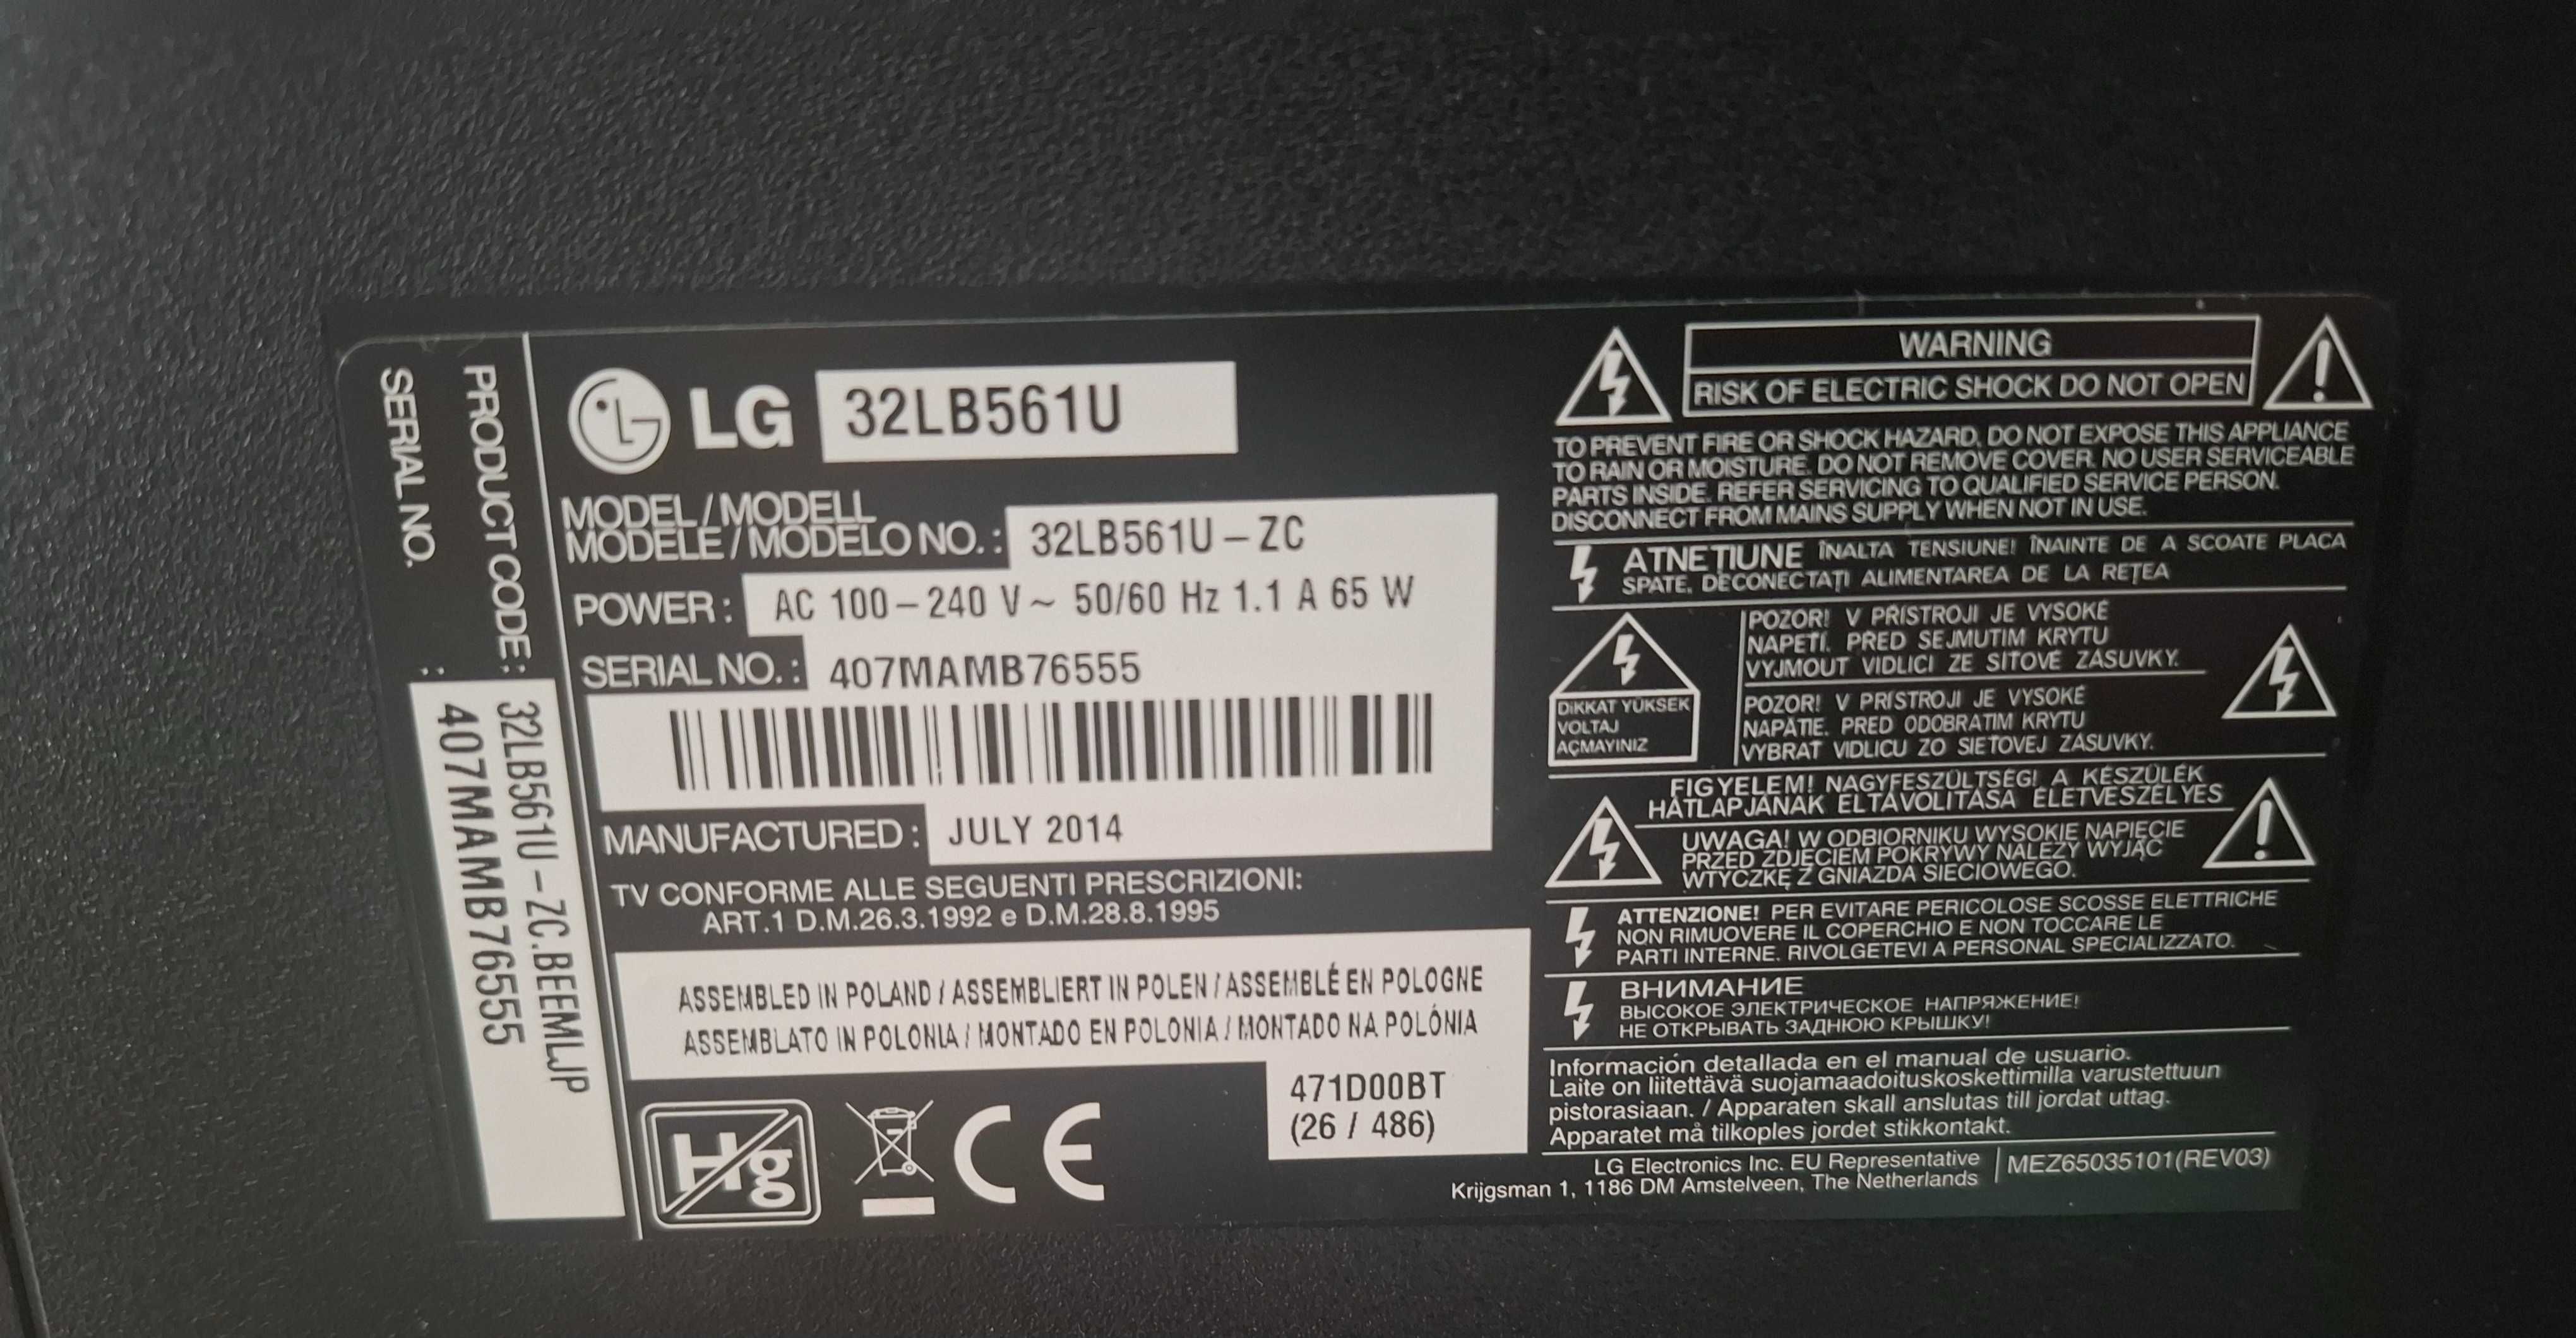 SERIAL NO. : 407MAMB76555
PRODUCT CODE : 32LB561U-ZC.BEEMLJP
LG 32LB561U
MODEL/MODELL
MODELE/MODELO NO. : 32LB561U-ZC
POWER : AC 100-240 V~ 50/60 Hz 1.1 A 65 W
SERIAL NO. : 407MAMB76555
MANUFACTURED : JULY 2014
TV CONFORME ALLE SEGUENTI PRESCRIZIONI:
ART.1 D.M.26.3.1992 e D.M.28.8.1995
ASSEMBLED IN POLAND / ASSEMBLIERT IN POLEN / ASSEMBLÉ EN POLOGNE
ASSEMBLATO IN POLONIA / MONTADO EN POLONIA / MONTADO NA POLÓNIA
471D00BT
(26 / 486)
Hg
CE
WARNING
RISK OF ELECTRIC SHOCK DO NOT OPEN
TO PREVENT FIRE OR SHOCK HAZARD, DO NOT EXPOSE THIS APPLIANCE
TO RAIN OR MOISTURE. DO NOT REMOVE COVER. NO USER SERVICEABLE
PARTS INSIDE. REFER SERVICING TO QUALIFIED SERVICE PERSON.
DISCONNECT FROM MAINS SUPPLY WHEN NOT IN USE.
ATNEȚIUNE ÎNALTA TENSIUNE! ÎNAINTE DE A SCOATE PLACA
SPATE, DECONECTAȚI ALIMENTAREA DE LA REȚEA
DİKKAT YÜKSEK
VOLTAJ
AÇMAYINIZ
POZOR! V PŘISTROJI JE VYSOKÉ
NAPETÍ. PRED SEJMUTIM KRYTU
VYJMOUT VIDLICI ZE SÍŤOVÉ ZÁSUVKY.
POZOR! V PRÍSTROJI JE VYSOKÉ
NAPÄTIE. PRED ODOBRATIM KRYTU
VYBRAT VIDLICU ZO SIEŤOVEJ ZÁSUVKY.
FIGYELEM! NAGYFESZÜLTSÉG! A KÉSZÜLÉK
HÁTLAPJÁNAK ELTÁVOLITÁSA ÉLETVESZÉLYES
UWAGA! W ODBIORNIKU WYSOKIE NAPIĘCIE
PRZED ZDJĘCIEM POKRYWY NALEŻY WYJĄĆ
WTYCZKĘ Z GNIAZDA SIECIOWEGO.
ATTENZIONE! PER EVITARE PERICOLOSE SCOSSE ELETTRICHE
NON RIMUOVERE IL COPERCHIO E NON TOCCARE LE
PARTI INTERNE. RIVOLGETEVI A PERSONAL SPECIALIZZATO.
ВНИМАНИЕ
ВЫСОКОЕ ЭЛЕКТРИЧЕСКОЕ НАПРЯЖЕНИЕ!
НЕ ОТКРЫВАТЬ ЗАДНЮЮ КРЫШКУ!
Información detallada en el manual de usuario.
Laite on liitettävä suojamaadoituskoskettimilla varustettuun
pistorasiaan. / Apparaten skall anslutas till jordat uttag.
Apparatet må tilkoples jordet stikkontakt.
LG Electronics Inc. EU Representative
Krijgsman 1, 1186 DM Amstelveen, The Netherlands
MEZ65035101(REV03)